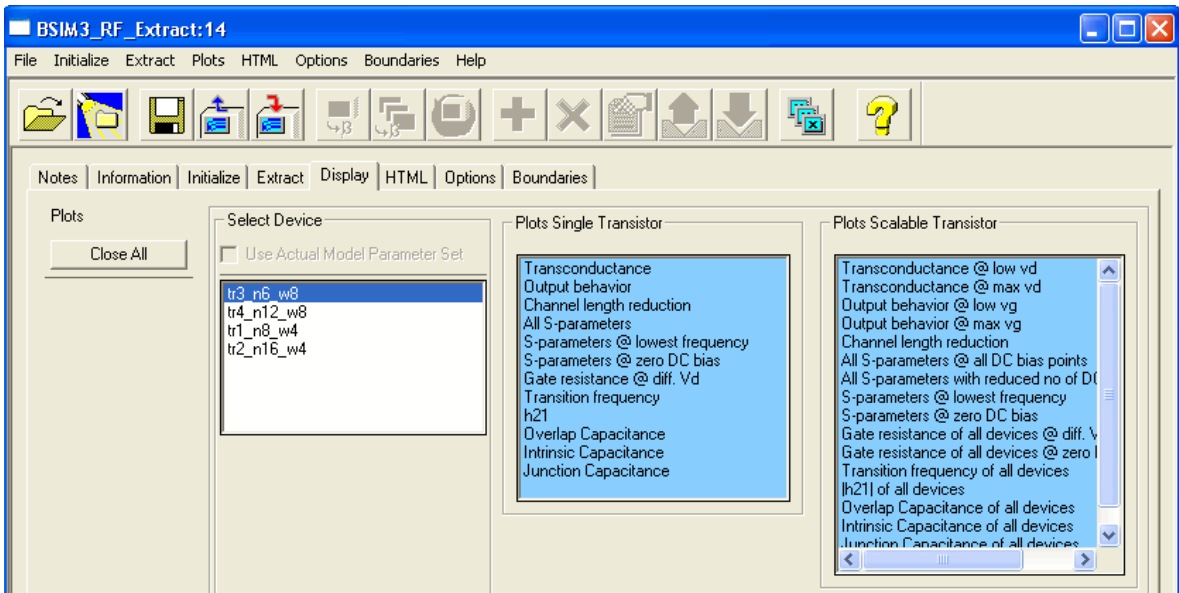 BSIM3_RF_Extract:14
File Initialize Extract Plots HTML Options Boundaries Help
Notes Information Initialize Extract Display HTML Options Boundaries
Plots
Close All
Select Device
Use Actual Model Parameter Set
tr3_n6_w8
tr4_n12_w8
tr1_n8_w4
tr2_n16_w4
Plots Single Transistor
Transconductance
Output behavior
Channel length reduction
All S-parameters
S-parameters @ lowest frequency
S-parameters @ zero DC bias
Gate resistance @ diff. Vd
Transition frequency
h21
Overlap Capacitance
Intrinsic Capacitance
Junction Capacitance
Plots Scalable Transistor
Transconductance @ low vd
Transconductance @ max vd
Output behavior @ low vg
Output behavior @ max vg
Channel length reduction
All S-parameters @ all DC bias points
All S-parameters with reduced no of
S-parameters @ lowest frequency
S-parameters @ zero DC bias
Gate resistance of all devices @ diff.
Gate resistance of all devices @ zero
Transition frequency of all devices
|h21| of all devices
Overlap Capacitance of all devices
Intrinsic Capacitance of all devices
Junction Capacitance of all devices